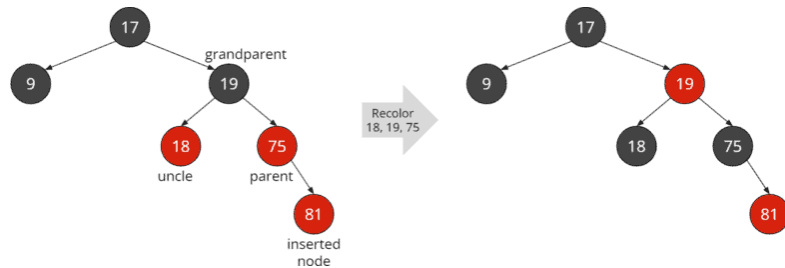 17
grandparent
9
19
18
75
uncle
parent
81
inserted
node
Recolor
18, 19, 75
17
9
19
18
75
81